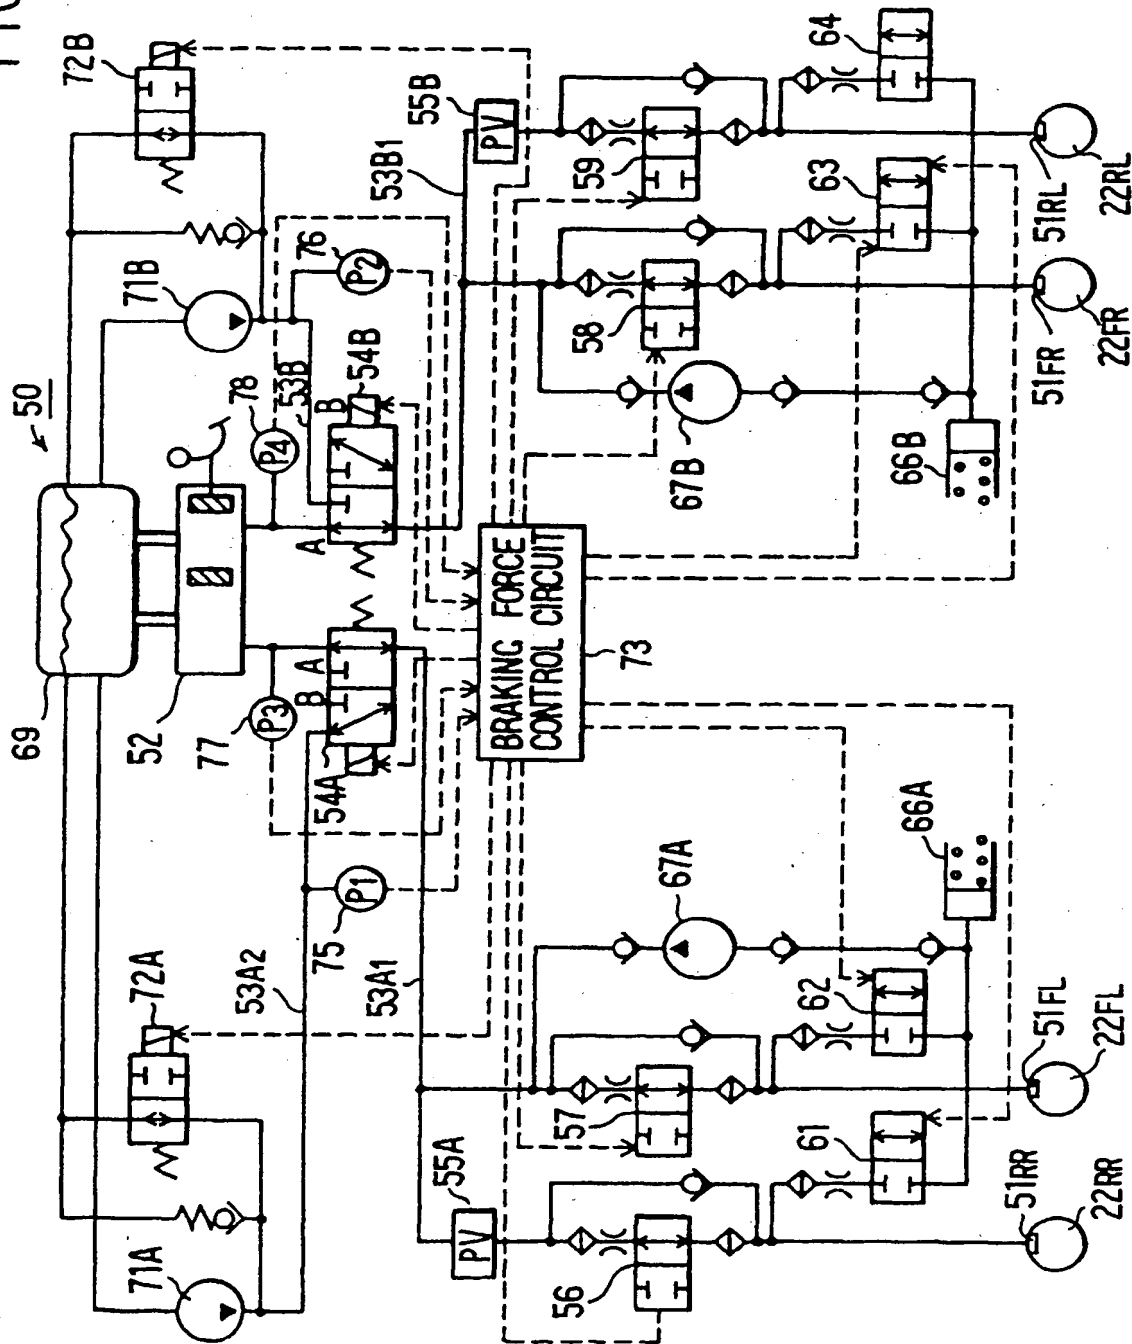 50
69
52
72A
72B
71A
71B
53A2
77
P3
78
P4
53B
76
P2
54A
B A
A B
54B
75
P1
53A1
53B1
55A
PV
55B
PV
BRAKING FORCE
CONTROL CIRCUIT
73
56
57
58
59
61
62
63
64
67A
67B
66A
66B
51RR
22RR
51FL
22FL
51FR
22FR
51RL
22RL